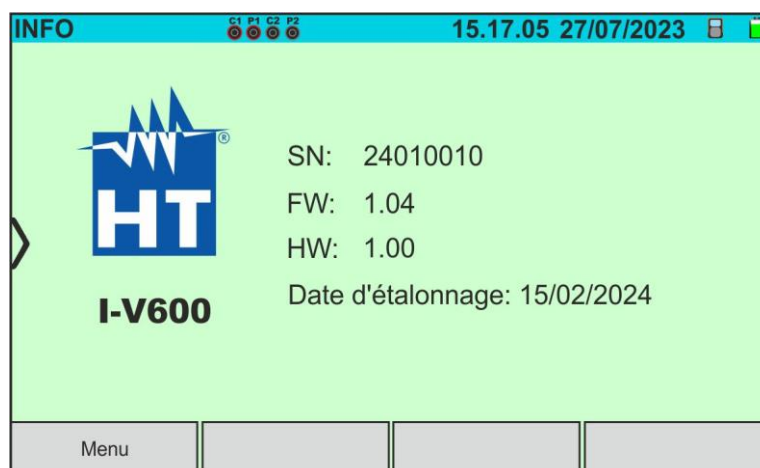 INFO C1 P1 C2 P2 15.17.05 27/07/2023
®
HT
I-V600
SN: 24010010
FW: 1.04
HW: 1.00
Date d'étalonnage: 15/02/2024
Menu